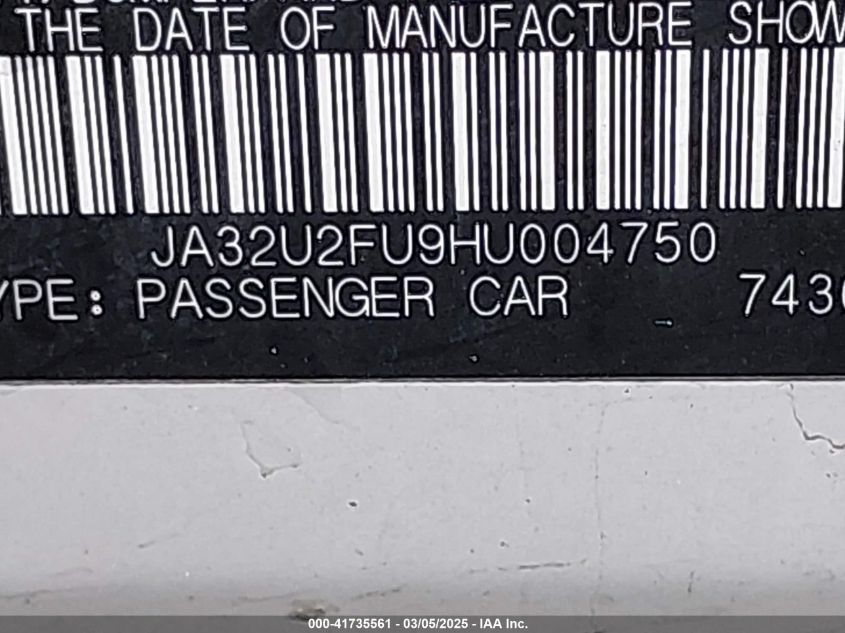 THE DATE OF MANUFACTURE SHOW
JA32U2FU9HU004750
YPE: PASSENGER CAR 743
000-41735561 - 03/05/2025 - IAA Inc.